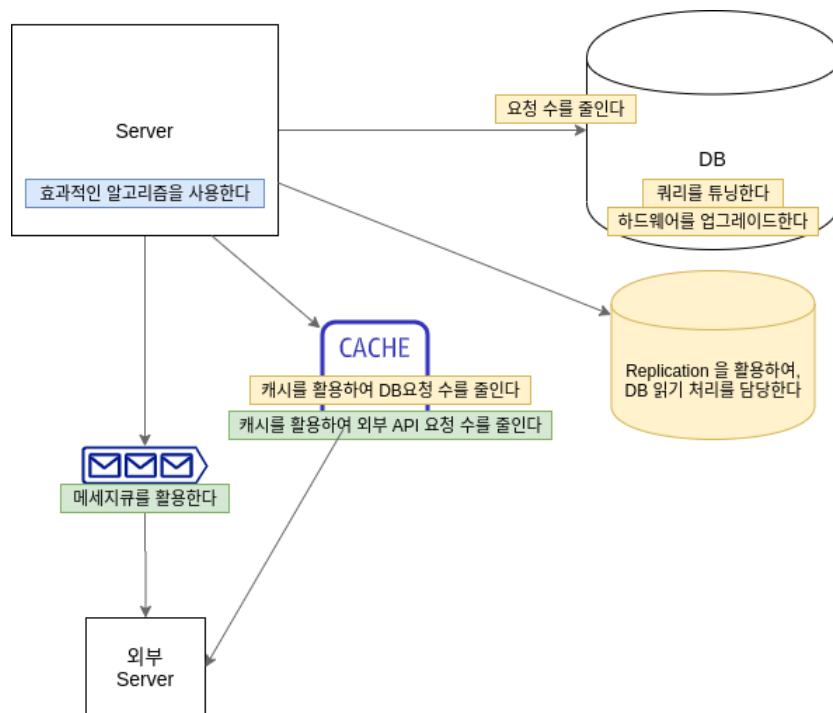 Server
효과적인 알고리즘을 사용한다
요청 수를 줄인다
DB
쿼리를 튜닝한다
하드웨어를 업그레이드한다
CACHE
캐시를 활용하여 DB요청 수를 줄인다
캐시를 활용하여 외부 API 요청 수를 줄인다
Replication 을 활용하여,
DB 읽기 처리를 담당한다
메세지큐를 활용한다
외부
Server